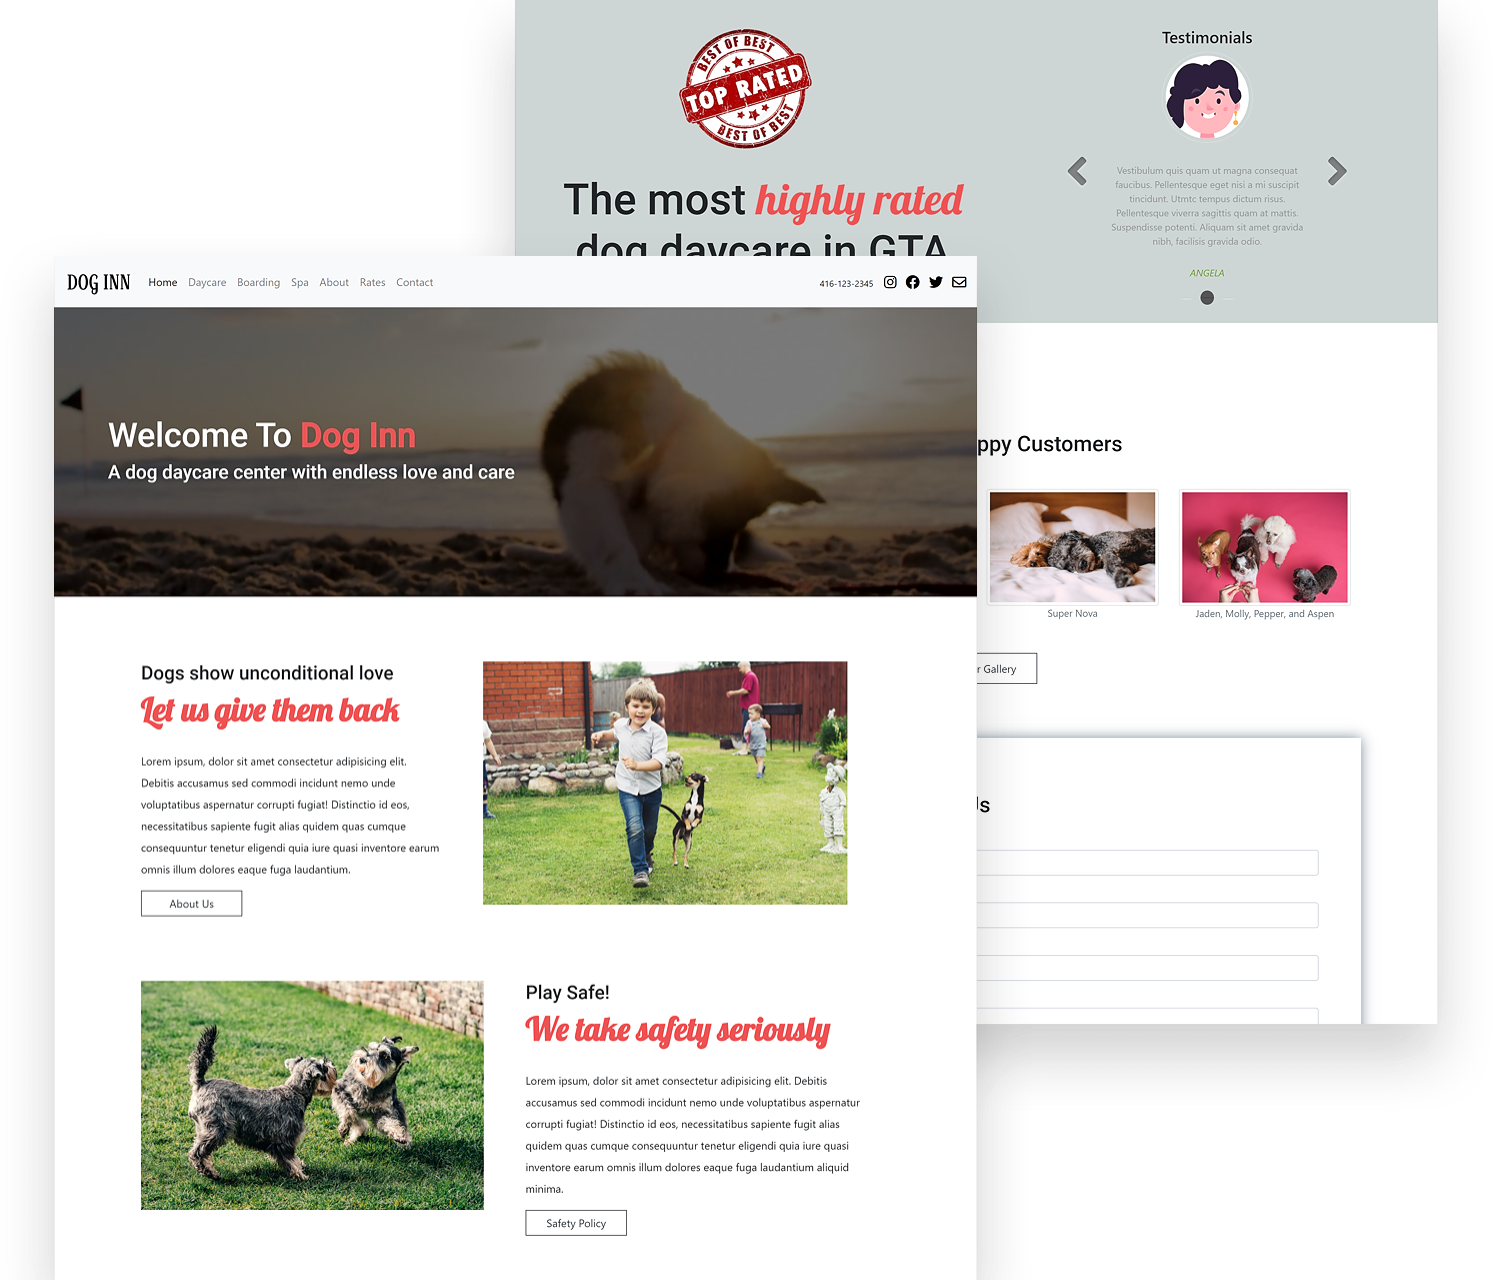 BEST OF BEST
TOP RATED
BEST OF BEST
The most highly rated
dog daycare in GTA
Testimonials
Vestibulum quis quam ut magna consequat
faucibus. Pellentesque eget nisi a mi suscipit
tincidunt. Utmtc tempus dictum risus.
Pellentesque viverra sagittis quam at mattis.
Suspendisse potenti. Aliquam sit amet gravida
nibh, facilisis gravida odio.
ANGELA
DOG INN Home Daycare Boarding Spa About Rates Contact 416-123-2345
Welcome To Dog Inn
A dog daycare center with endless love and care
Dogs show unconditional love
Let us give them back
Lorem ipsum, dolor sit amet consectetur adipisicing elit.
Debitis accusamus sed commodi incidunt nemo unde
voluptatibus aspernatur corrupti fugiat! Distinctio id eos,
necessitatibus sapiente fugit alias quidem quas cumque
consequuntur tenetur eligendi quia iure quasi inventore earum
omnis illum dolores eaque fuga laudantium.
About Us
Play Safe!
We take safety seriously
Lorem ipsum, dolor sit amet consectetur adipisicing elit. Debitis
accusamus sed commodi incidunt nemo unde voluptatibus aspernatur
corrupti fugiat! Distinctio id eos, necessitatibus sapiente fugit alias
quidem quas cumque consequuntur tenetur eligendi quia iure quasi
inventore earum omnis illum dolores eaque fuga laudantium aliquid
minima.
Safety Policy
ppy Customers
Super Nova
Jaden, Molly, Pepper, and Aspen
r Gallery
Us